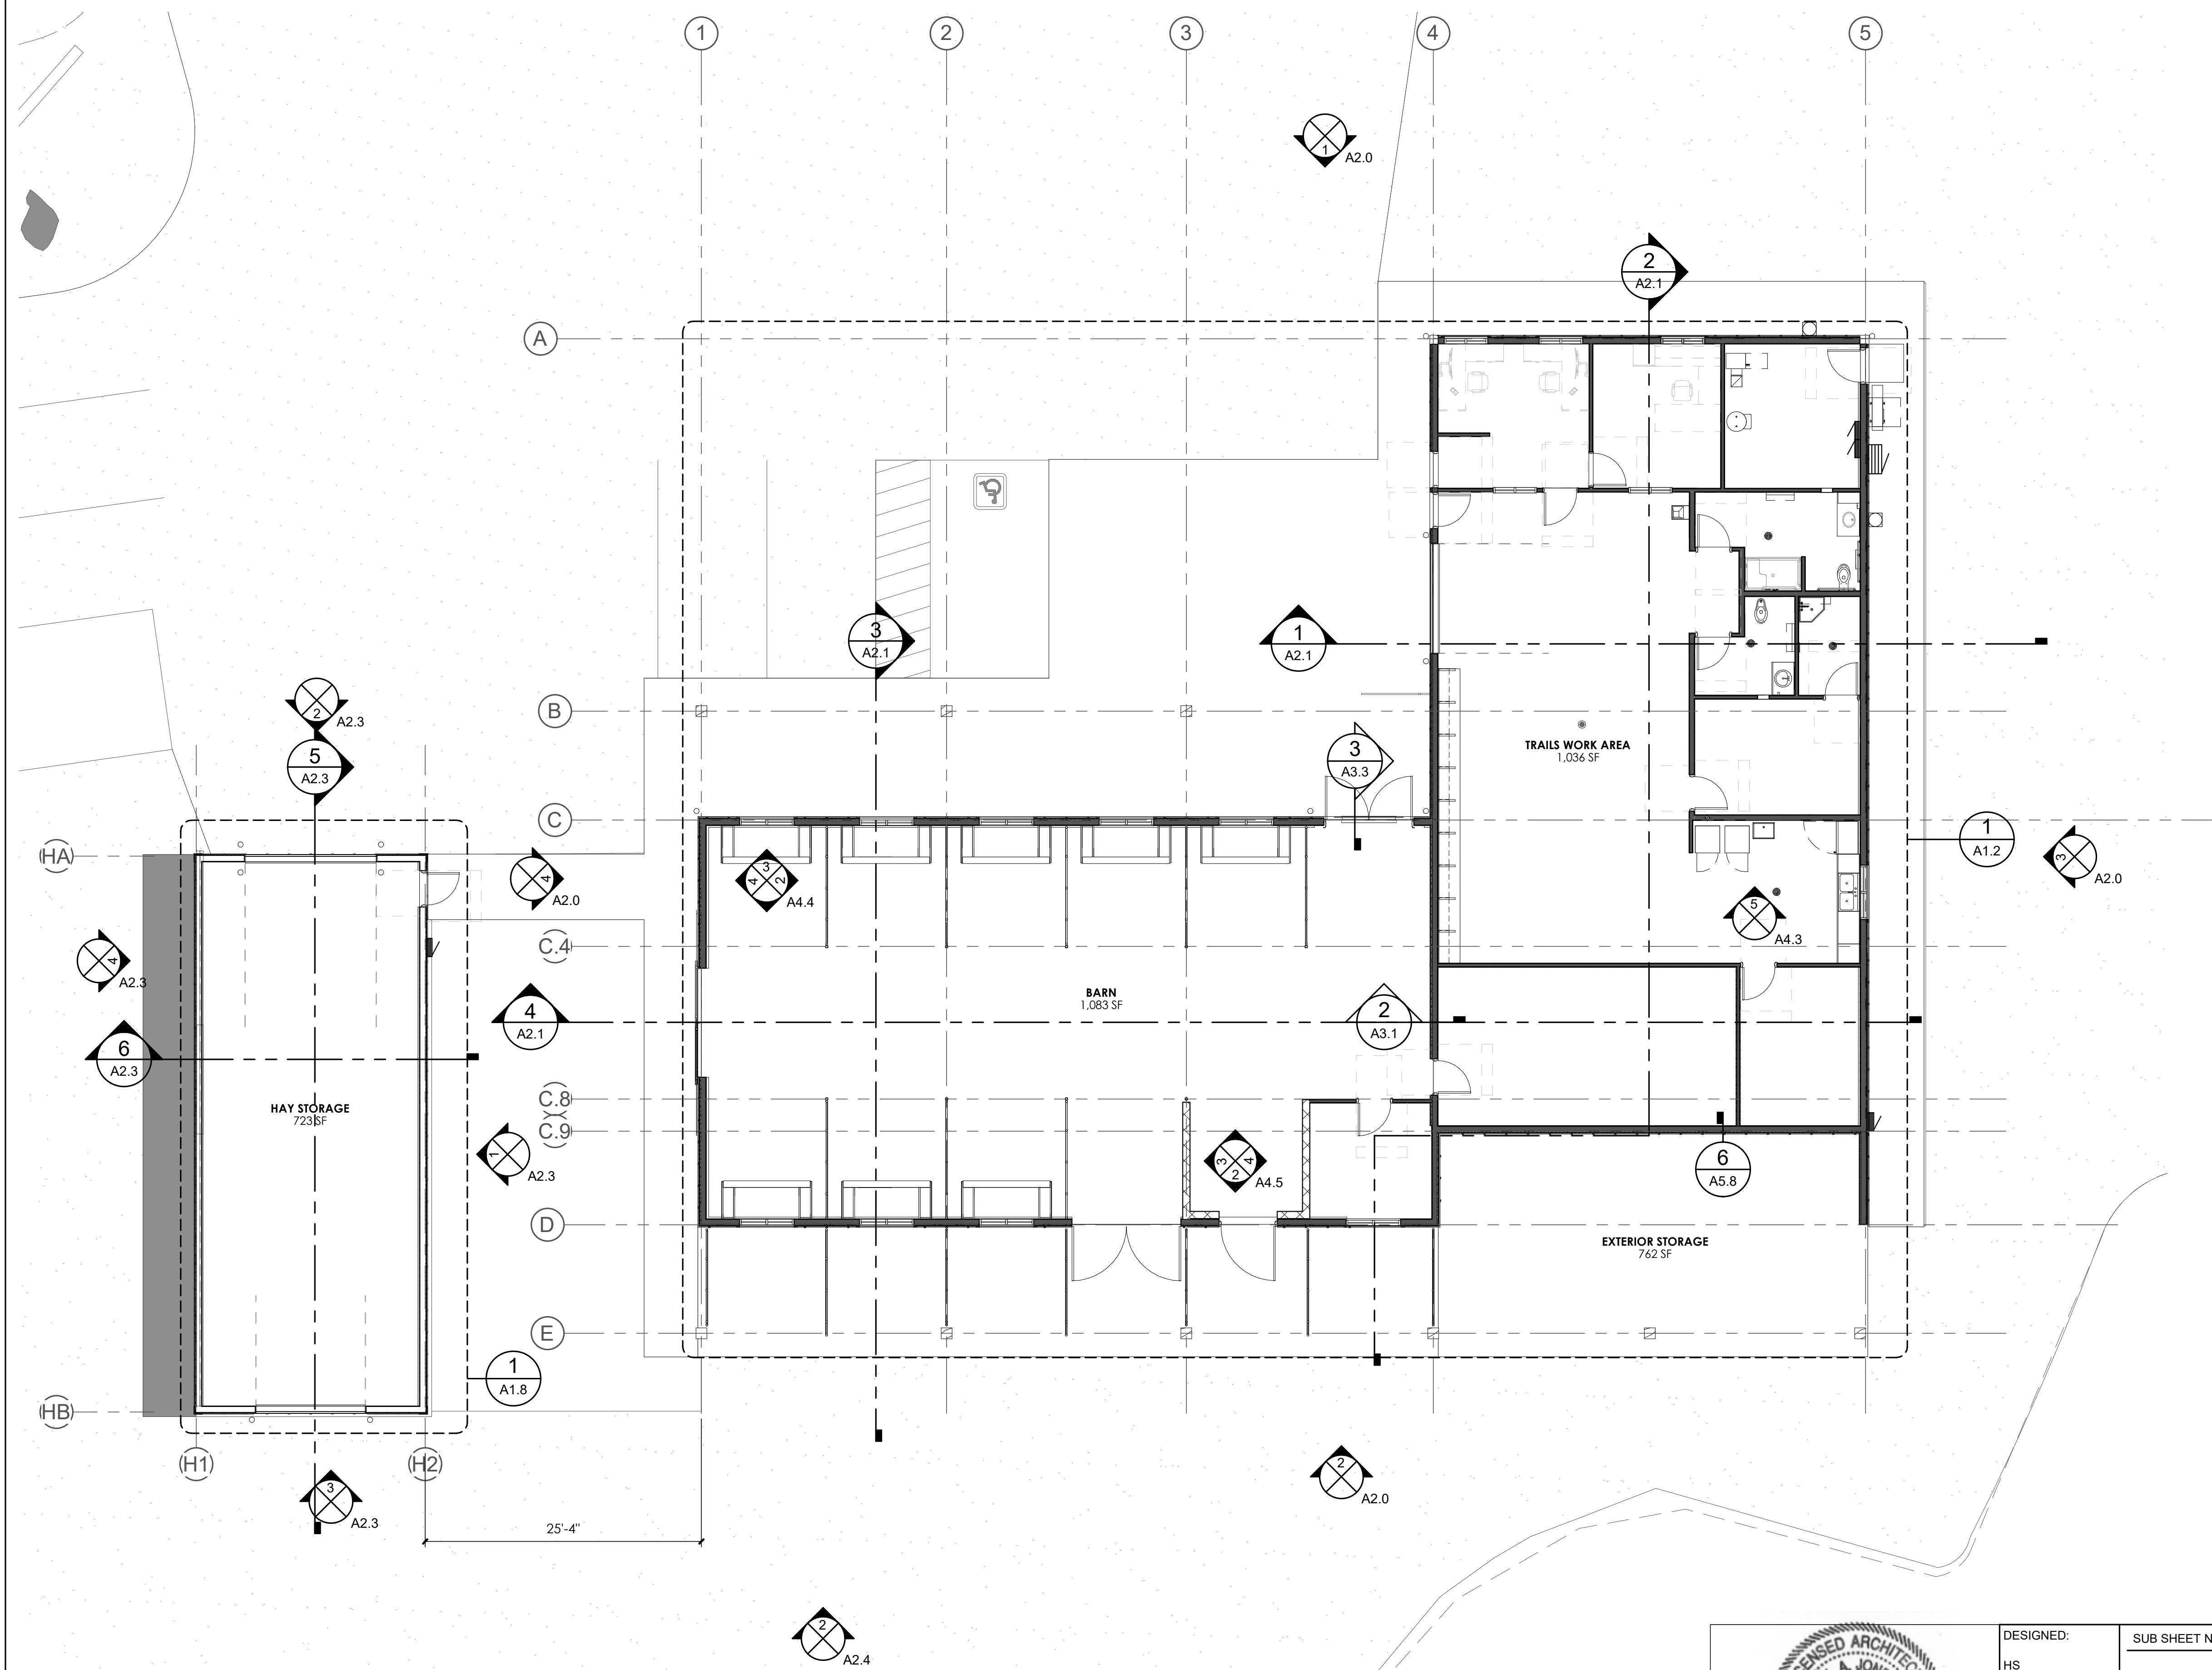 1
2
3
4
5
1
A2.0
2
A2.1
A
3
A2.1
1
A2.1
2
A2.3
5
A2.3
B
TRAILS WORK AREA
1,036 SF
3
A3.3
C
1
A1.2
3
A2.0
HA
4
A2.0
3
4
2
A4.4
5
A4.3
C.4
4
A2.3
BARN
1,083 SF
4
A2.1
2
A3.1
6
A2.3
HAY STORAGE
723 SF
C.8
C.9
1
A2.3
3
4
2
A4.5
6
A5.8
D
EXTERIOR STORAGE
762 SF
E
1
A1.8
HB
H1
H2
3
A2.3
2
A2.0
25'-4"
2
A2.4
DESIGNED:
SUB SHEET N
HS